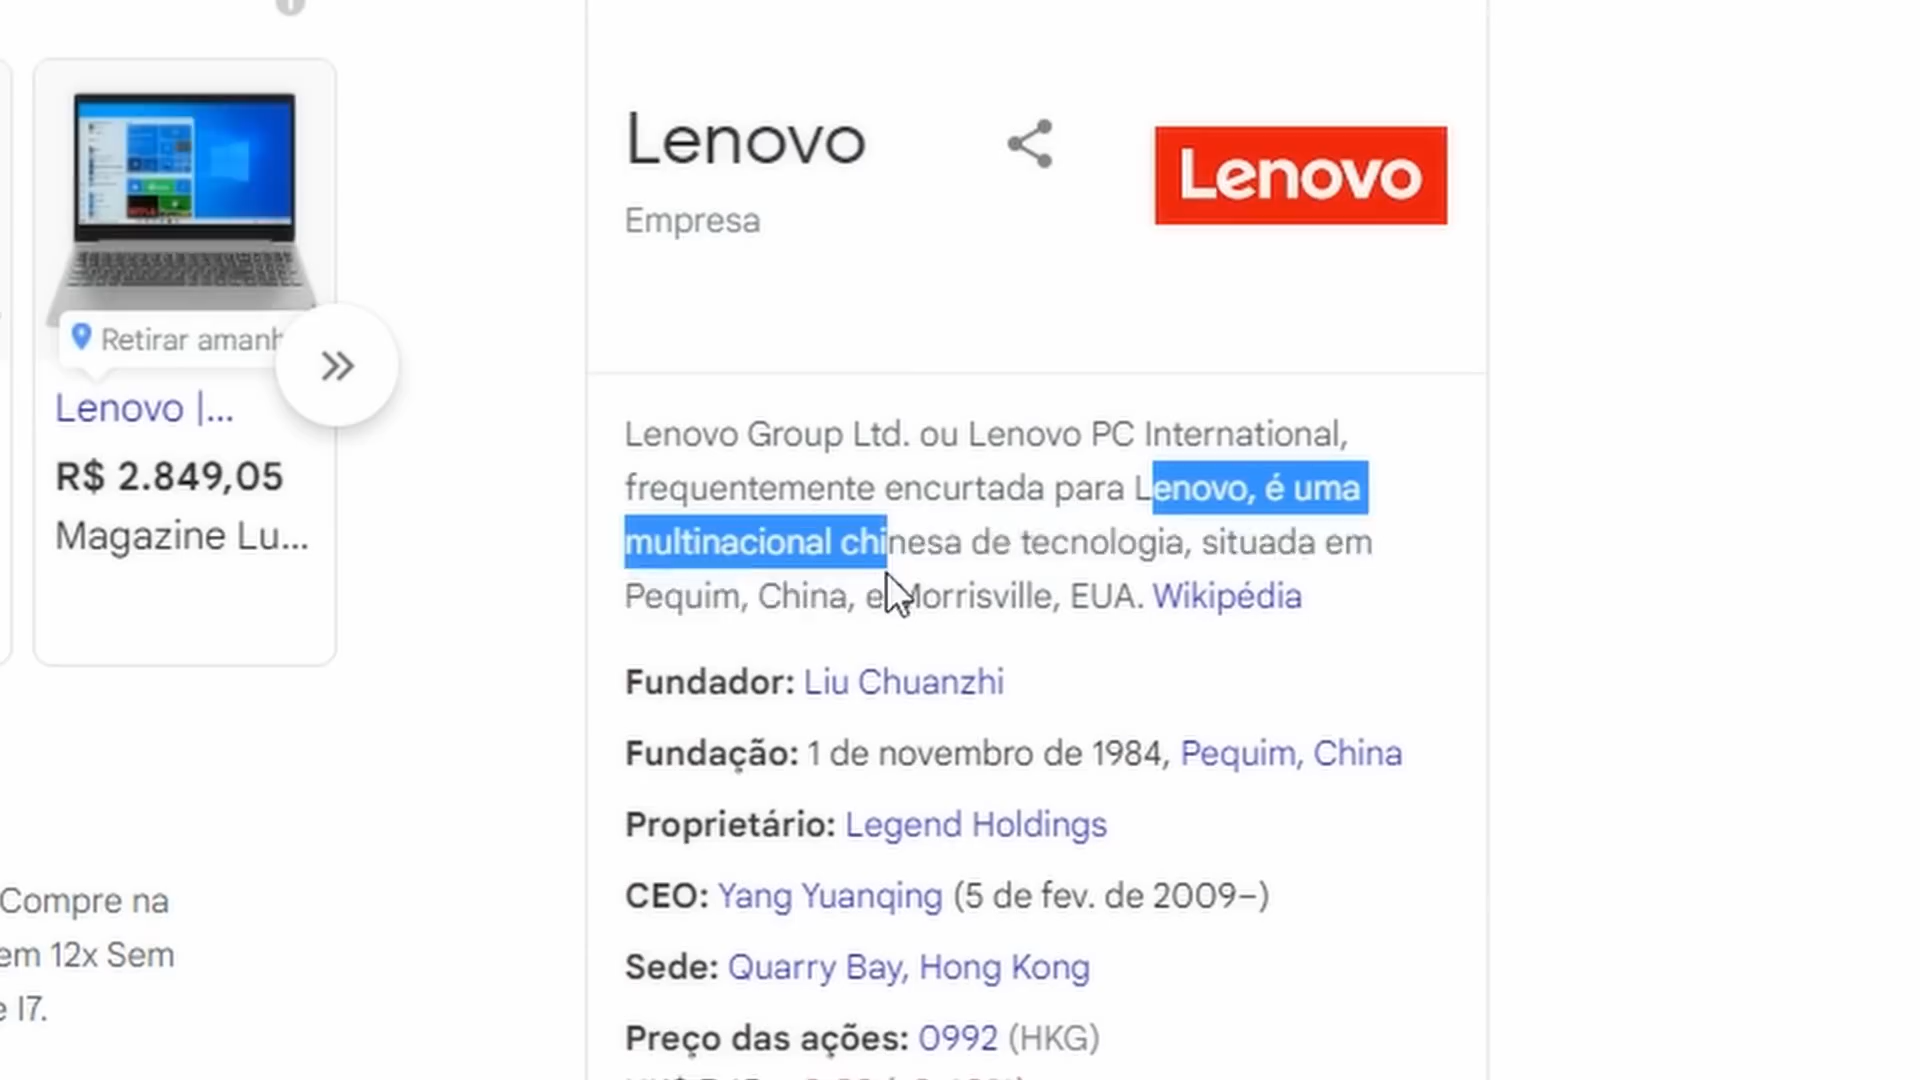 Retirar amanh
Lenovo |...
R$ 2.849,05
Magazine Lu...
Compre na
em 12x Sem
e I7.
Lenovo
Empresa
Lenovo
Lenovo Group Ltd. ou Lenovo PC International,
frequentemente encurtada para Lenovo, é uma
multinacional chinesa de tecnologia, situada em
Pequim, China, e Morrisville, EUA. Wikipédia
Fundador: Liu Chuanzhi
Fundação: 1 de novembro de 1984, Pequim, China
Proprietário: Legend Holdings
CEO: Yang Yuanqing (5 de fev. de 2009–)
Sede: Quarry Bay, Hong Kong
Preço das ações: 0992 (HKG)